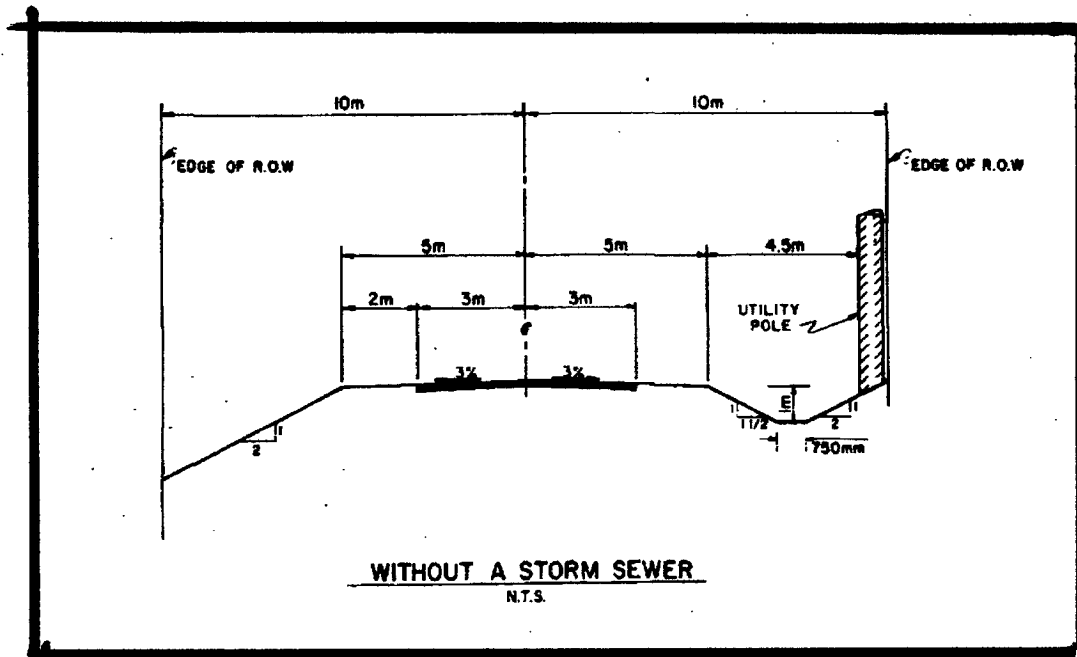 10m 10m
EDGE OF R.O.W EDGE OF R.O.W
5m 5m 4.5m
2m 3m 3m
UTILITY
POLE
3% 3%
1m
1 1 1
2 1 1/2 2
750mm
WITHOUT A STORM SEWER
N.T.S.